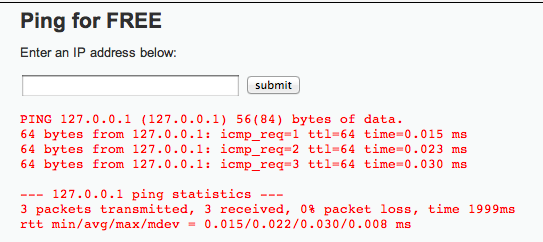 Ping for FREE
Enter an IP address below:
submit
PING 127.0.0.1 (127.0.0.1) 56(84) bytes of data.
64 bytes from 127.0.0.1: icmp_req=1 ttl=64 time=0.015 ms
64 bytes from 127.0.0.1: icmp_req=2 ttl=64 time=0.023 ms
64 bytes from 127.0.0.1: icmp_req=3 ttl=64 time=0.030 ms
--- 127.0.0.1 ping statistics ---
3 packets transmitted, 3 received, 0% packet loss, time 1999ms
rtt min/avg/max/mdev = 0.015/0.022/0.030/0.008 ms